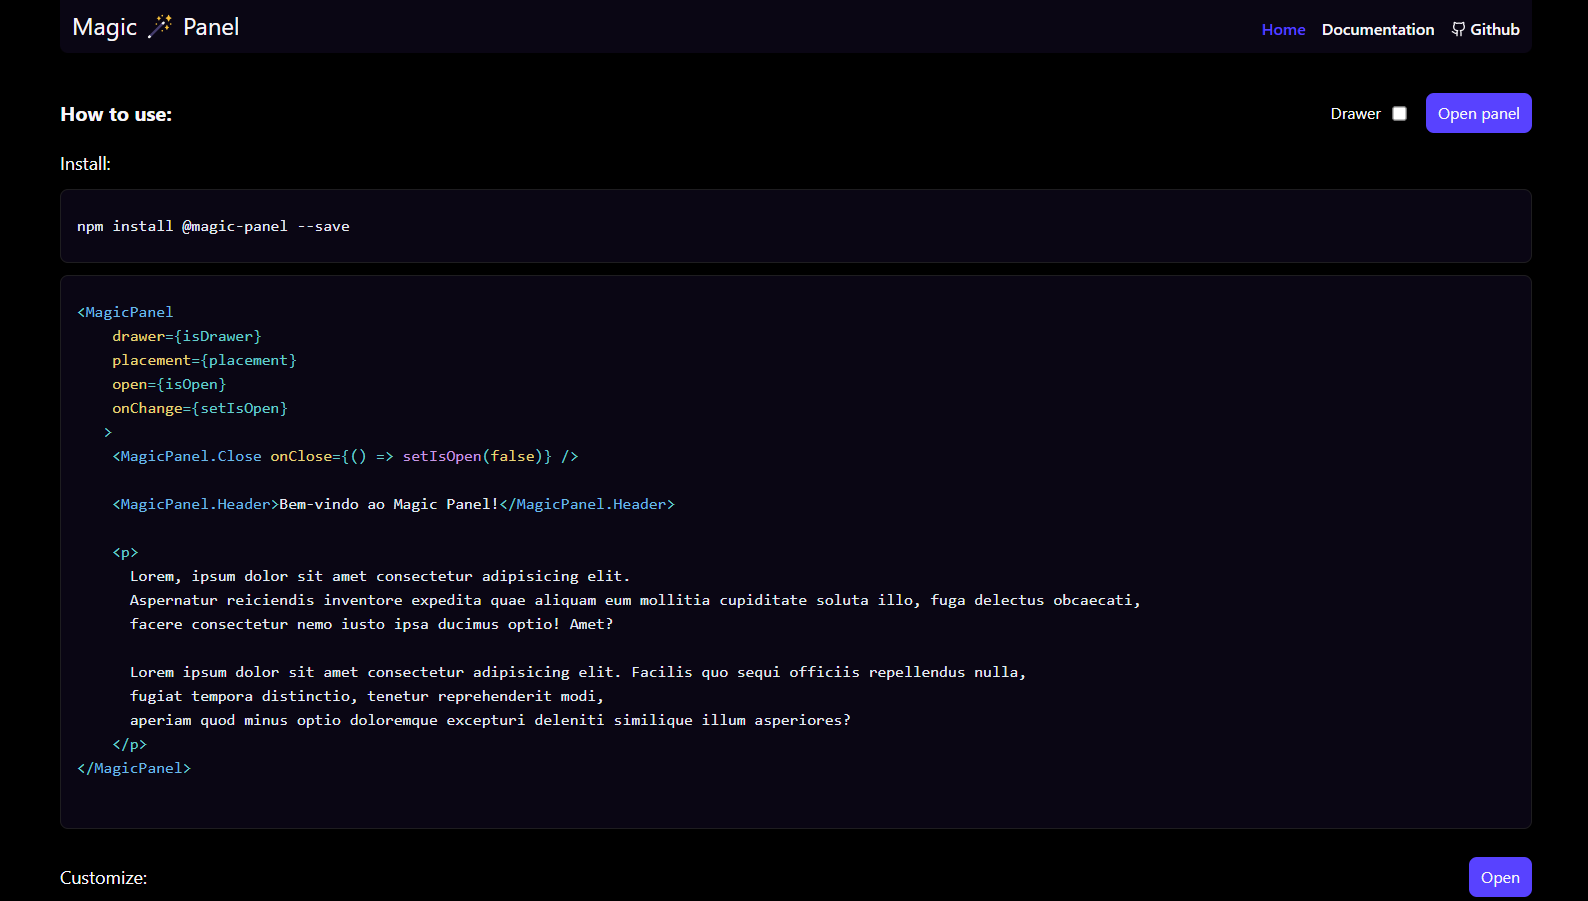 Magic 🪄 Panel
Home Documentation Github
How to use:
Drawer Open panel
Install:
npm install @magic-panel --save
<MagicPanel
    drawer={isDrawer}
    placement={placement}
    open={isOpen}
    onChange={setIsOpen}
   >
    <MagicPanel.Close onClose={() => setIsOpen(false)} />
    <MagicPanel.Header>Bem-vindo ao Magic Panel!</MagicPanel.Header>
    <p>
      Lorem, ipsum dolor sit amet consectetur adipisicing elit.
      Aspernatur reiciendis inventore expedita quae aliquam eum mollitia cupiditate soluta illo, fuga delectus obcaecati,
      facere consectetur nemo iusto ipsa ducimus optio! Amet?
      Lorem ipsum dolor sit amet consectetur adipisicing elit. Facilis quo sequi officiis repellendus nulla,
      fugiat tempora distinctio, tenetur reprehenderit modi,
      aperiam quod minus optio doloremque excepturi deleniti similique illum asperiores?
    </p>
</MagicPanel>
Customize:
Open